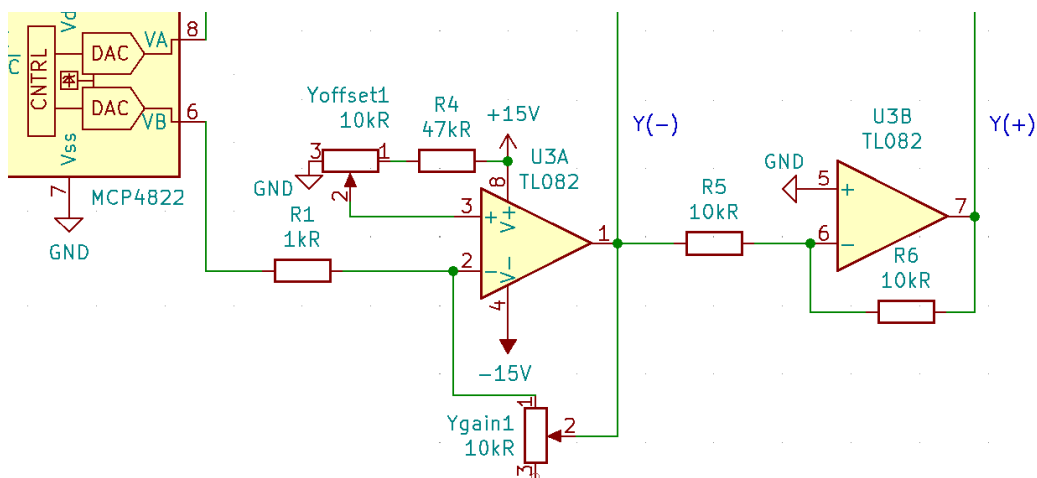 Vd
8
VA
DAC
CNTRL
DAC
6
VB
Vss
7
MCP4822
GND
Yoffset1
10kR
3
1
2
GND
R4
47kR
+15V
U3A
TL082
8
V+
3
+
2
−
V-
4
1
-15V
R1
1kR
Ygain1
10kR
1
2
3
Y(-)
R5
10kR
GND
U3B
TL082
5
+
6
−
7
R6
10kR
Y(+)